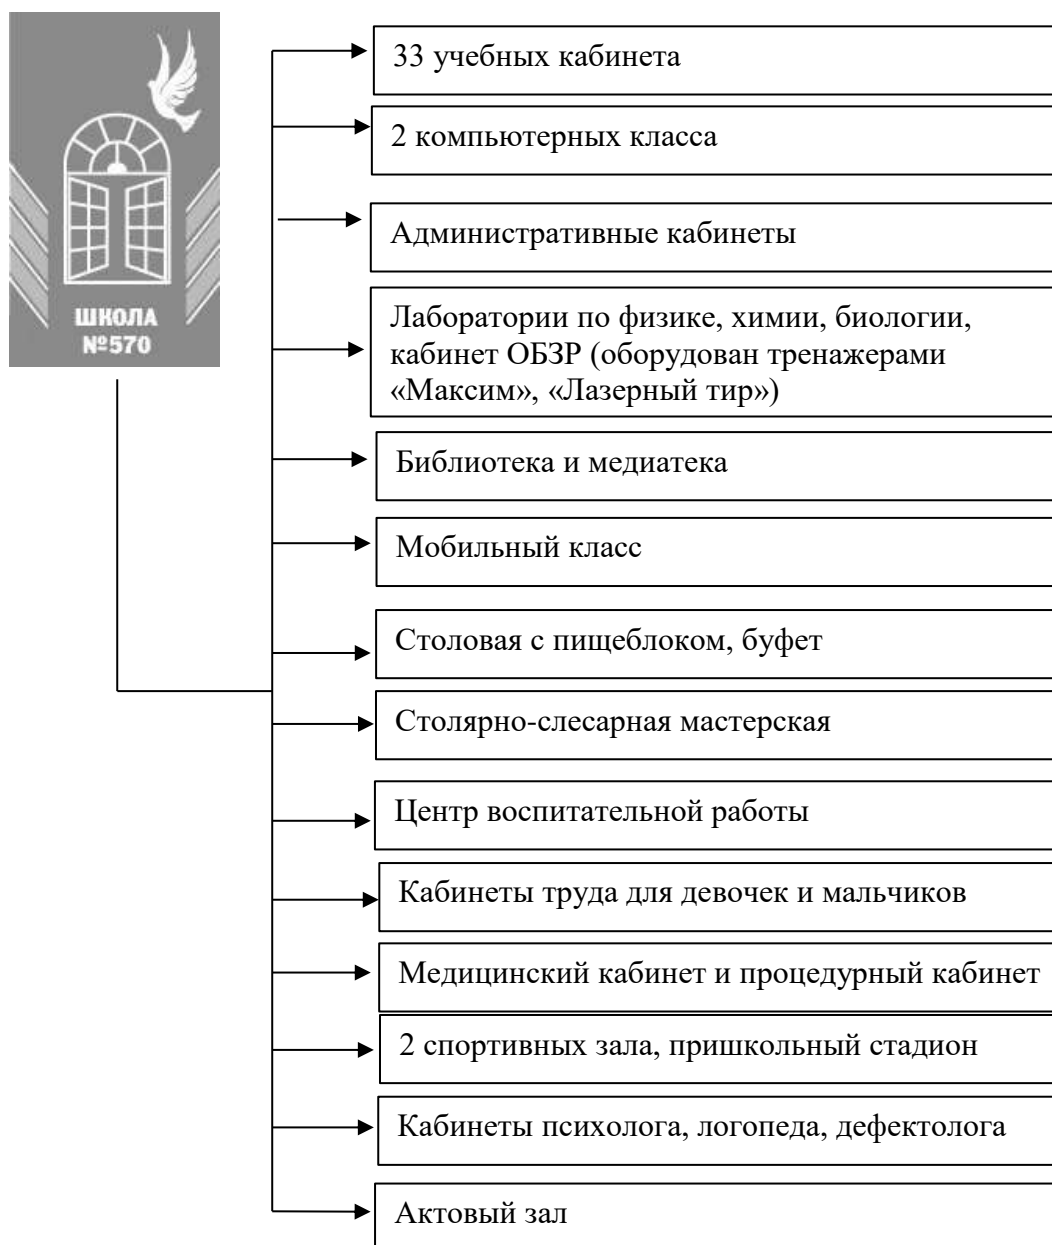 ШКОЛА
№570
33 учебных кабинета
2 компьютерных класса
Административные кабинеты
Лаборатории по физике, химии, биологии,
кабинет ОБЗР (оборудован тренажерами
«Максим», «Лазерный тир»)
Библиотека и медиатека
Мобильный класс
Столовая с пищеблоком, буфет
Столярно-слесарная мастерская
Центр воспитательной работы
Кабинеты труда для девочек и мальчиков
Медицинский кабинет и процедурный кабинет
2 спортивных зала, пришкольный стадион
Кабинеты психолога, логопеда, дефектолога
Актовый зал